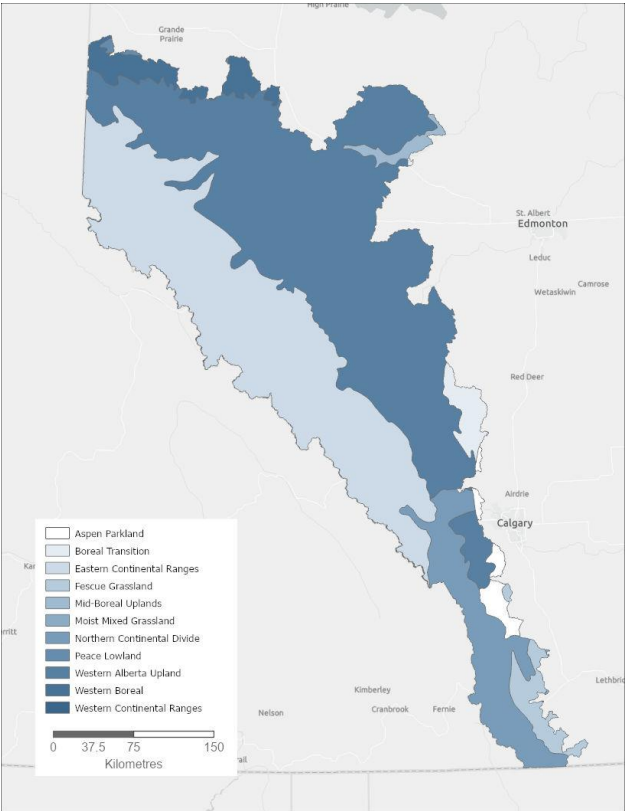 High Prairie
Grande
Prairie
St. Albert
Edmonton
Leduc
Camrose
Wetaskiwin
Red Deer
Airdrie
Calgary
Aspen Parkland
Boreal Transition
Eastern Continental Ranges
Fescue Grassland
Mid-Boreal Uplands
Moist Mixed Grassland
Northern Continental Divide
Peace Lowland
Western Alberta Upland
Western Boreal
Western Continental Ranges
0 37.5 75 150
Kilometres
Kimberley
Cranbrook Fernie
Nelson
Lethbrid